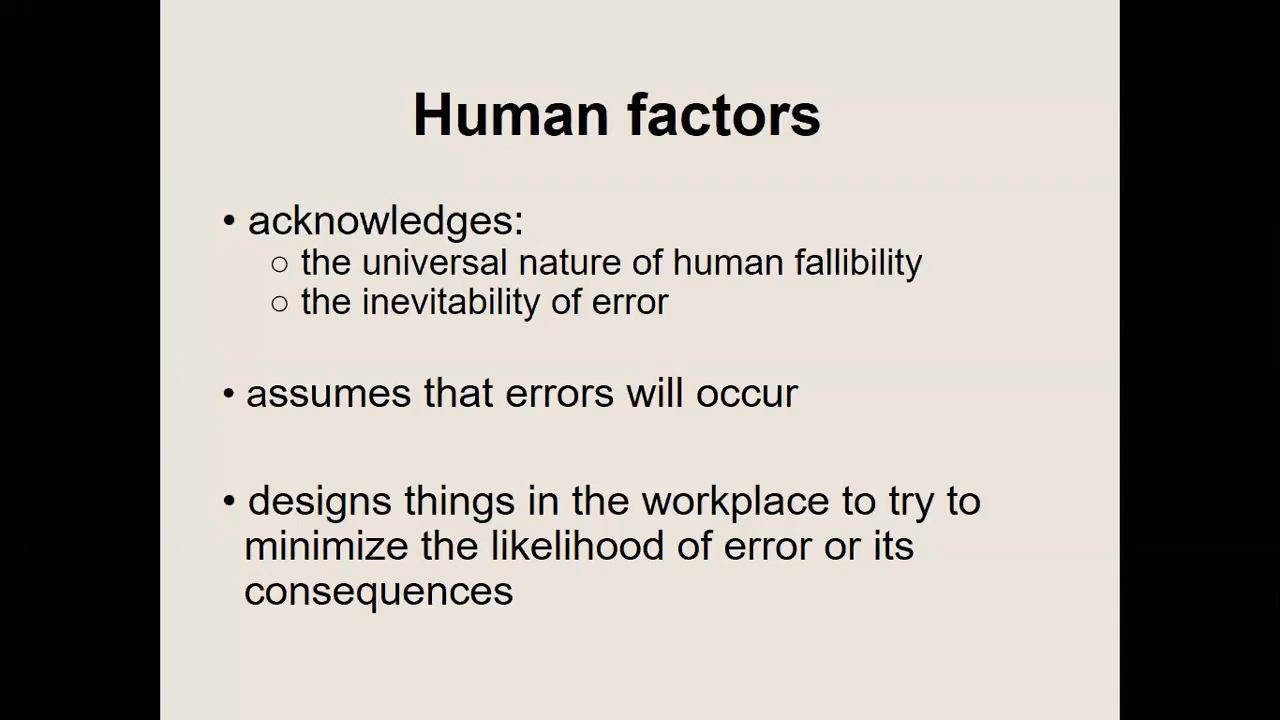 Human factors
• acknowledges:
○ the universal nature of human fallibility
○ the inevitability of error
• assumes that errors will occur
• designs things in the workplace to try to
minimize the likelihood of error or its
consequences